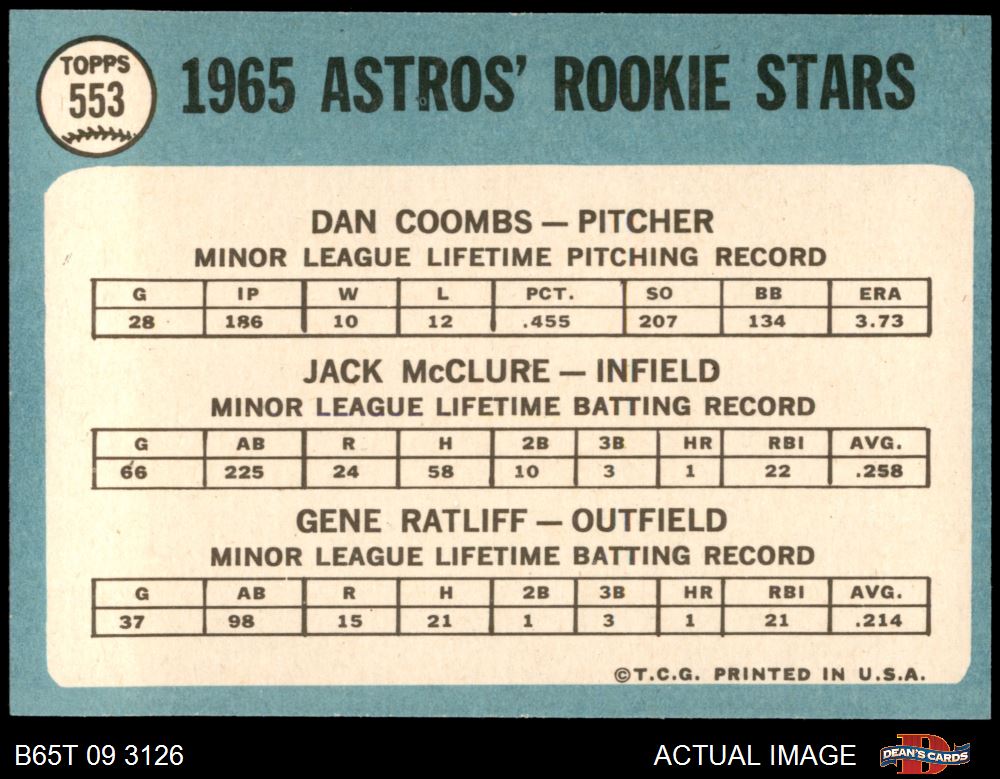 TOPPS
553
1965 ASTROS' ROOKIE STARS
DAN COOMBS — PITCHER
MINOR LEAGUE LIFETIME PITCHING RECORD
G IP W L PCT. SO BB ERA
28 186 10 12 .455 207 134 3.73
JACK McCLURE — INFIELD
MINOR LEAGUE LIFETIME BATTING RECORD
G AB R H 2B 3B HR RBI AVG.
66 225 24 58 10 3 1 22 .258
GENE RATLIFF — OUTFIELD
MINOR LEAGUE LIFETIME BATTING RECORD
G AB R H 2B 3B HR RBI AVG.
37 98 15 21 1 3 1 21 .214
©T.C.G. PRINTED IN U.S.A.
B65T 09 3126 ACTUAL IMAGE D DEAN'S CARDS